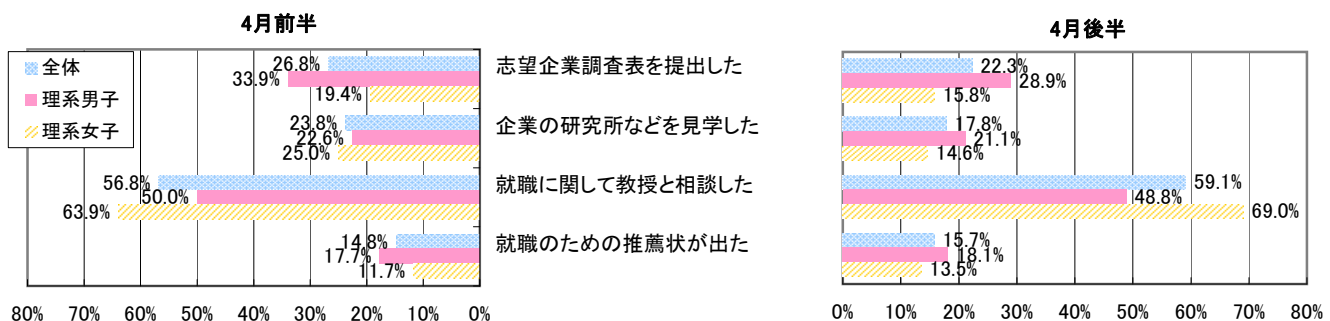 4月前半
全体
理系男子
理系女子
26.8%
33.9%
19.4%
23.8%
22.6%
25.0%
56.8%
50.0%
63.9%
14.8%
17.7%
11.7%
80% 70% 60% 50% 40% 30% 20% 10% 0%
志望企業調査表を提出した
企業の研究所などを見学した
就職に関して教授と相談した
就職のための推薦状が出た
4月後半
22.3%
28.9%
15.8%
17.8%
21.1%
14.6%
59.1%
48.8%
69.0%
15.7%
18.1%
13.5%
0% 10% 20% 30% 40% 50% 60% 70% 80%